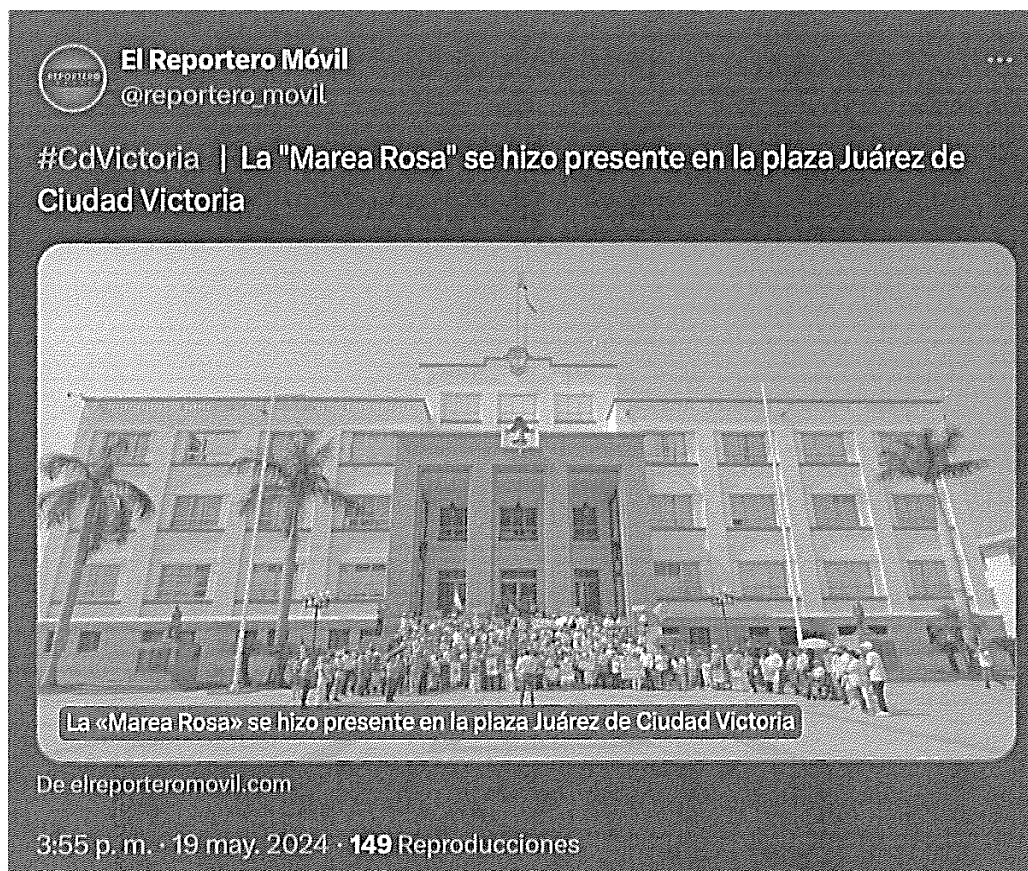 El Reportero Móvil
REPORTERO
@reportero_movil
#CdVictoria | La "Marea Rosa" se hizo presente en la plaza Juárez de
Ciudad Victoria
La «Marea Rosa» se hizo presente en la plaza Juárez de Ciudad Victoria
De elreporteromovil.com
3:55 p. m. · 19 may. 2024 · 149 Reproducciones